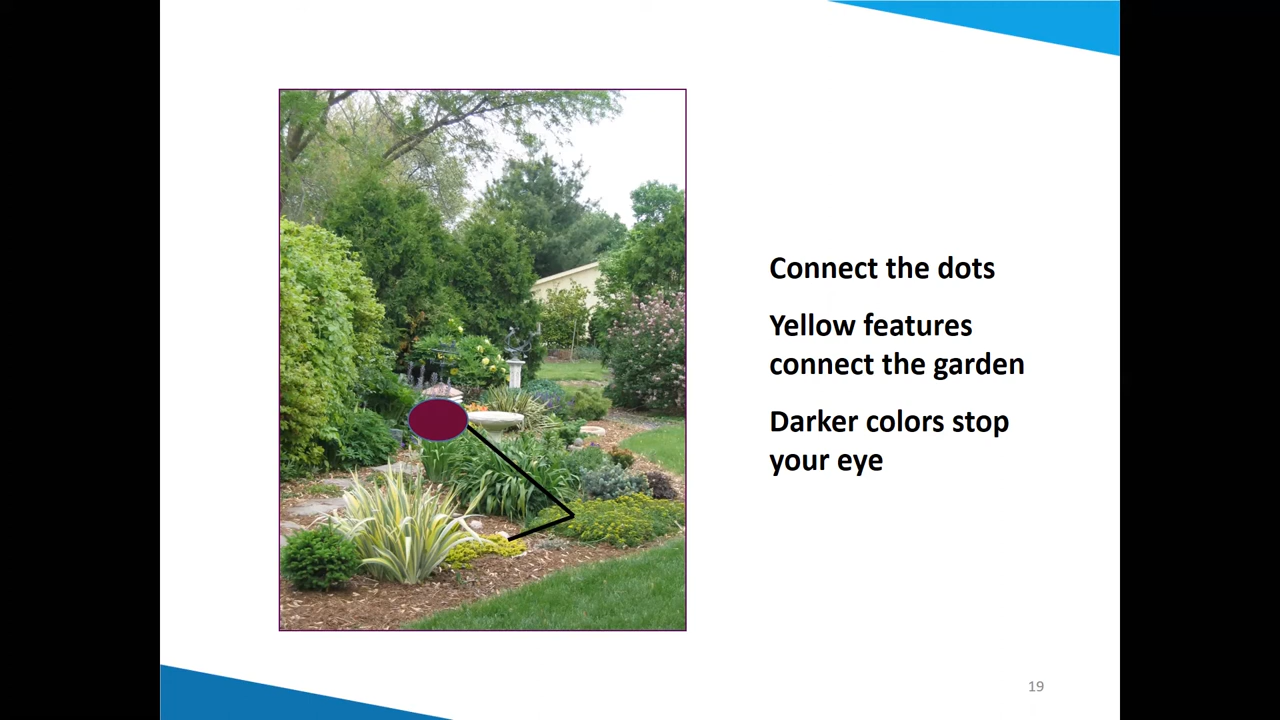 Connect the dots
Yellow features
connect the garden
Darker colors stop
your eye
19